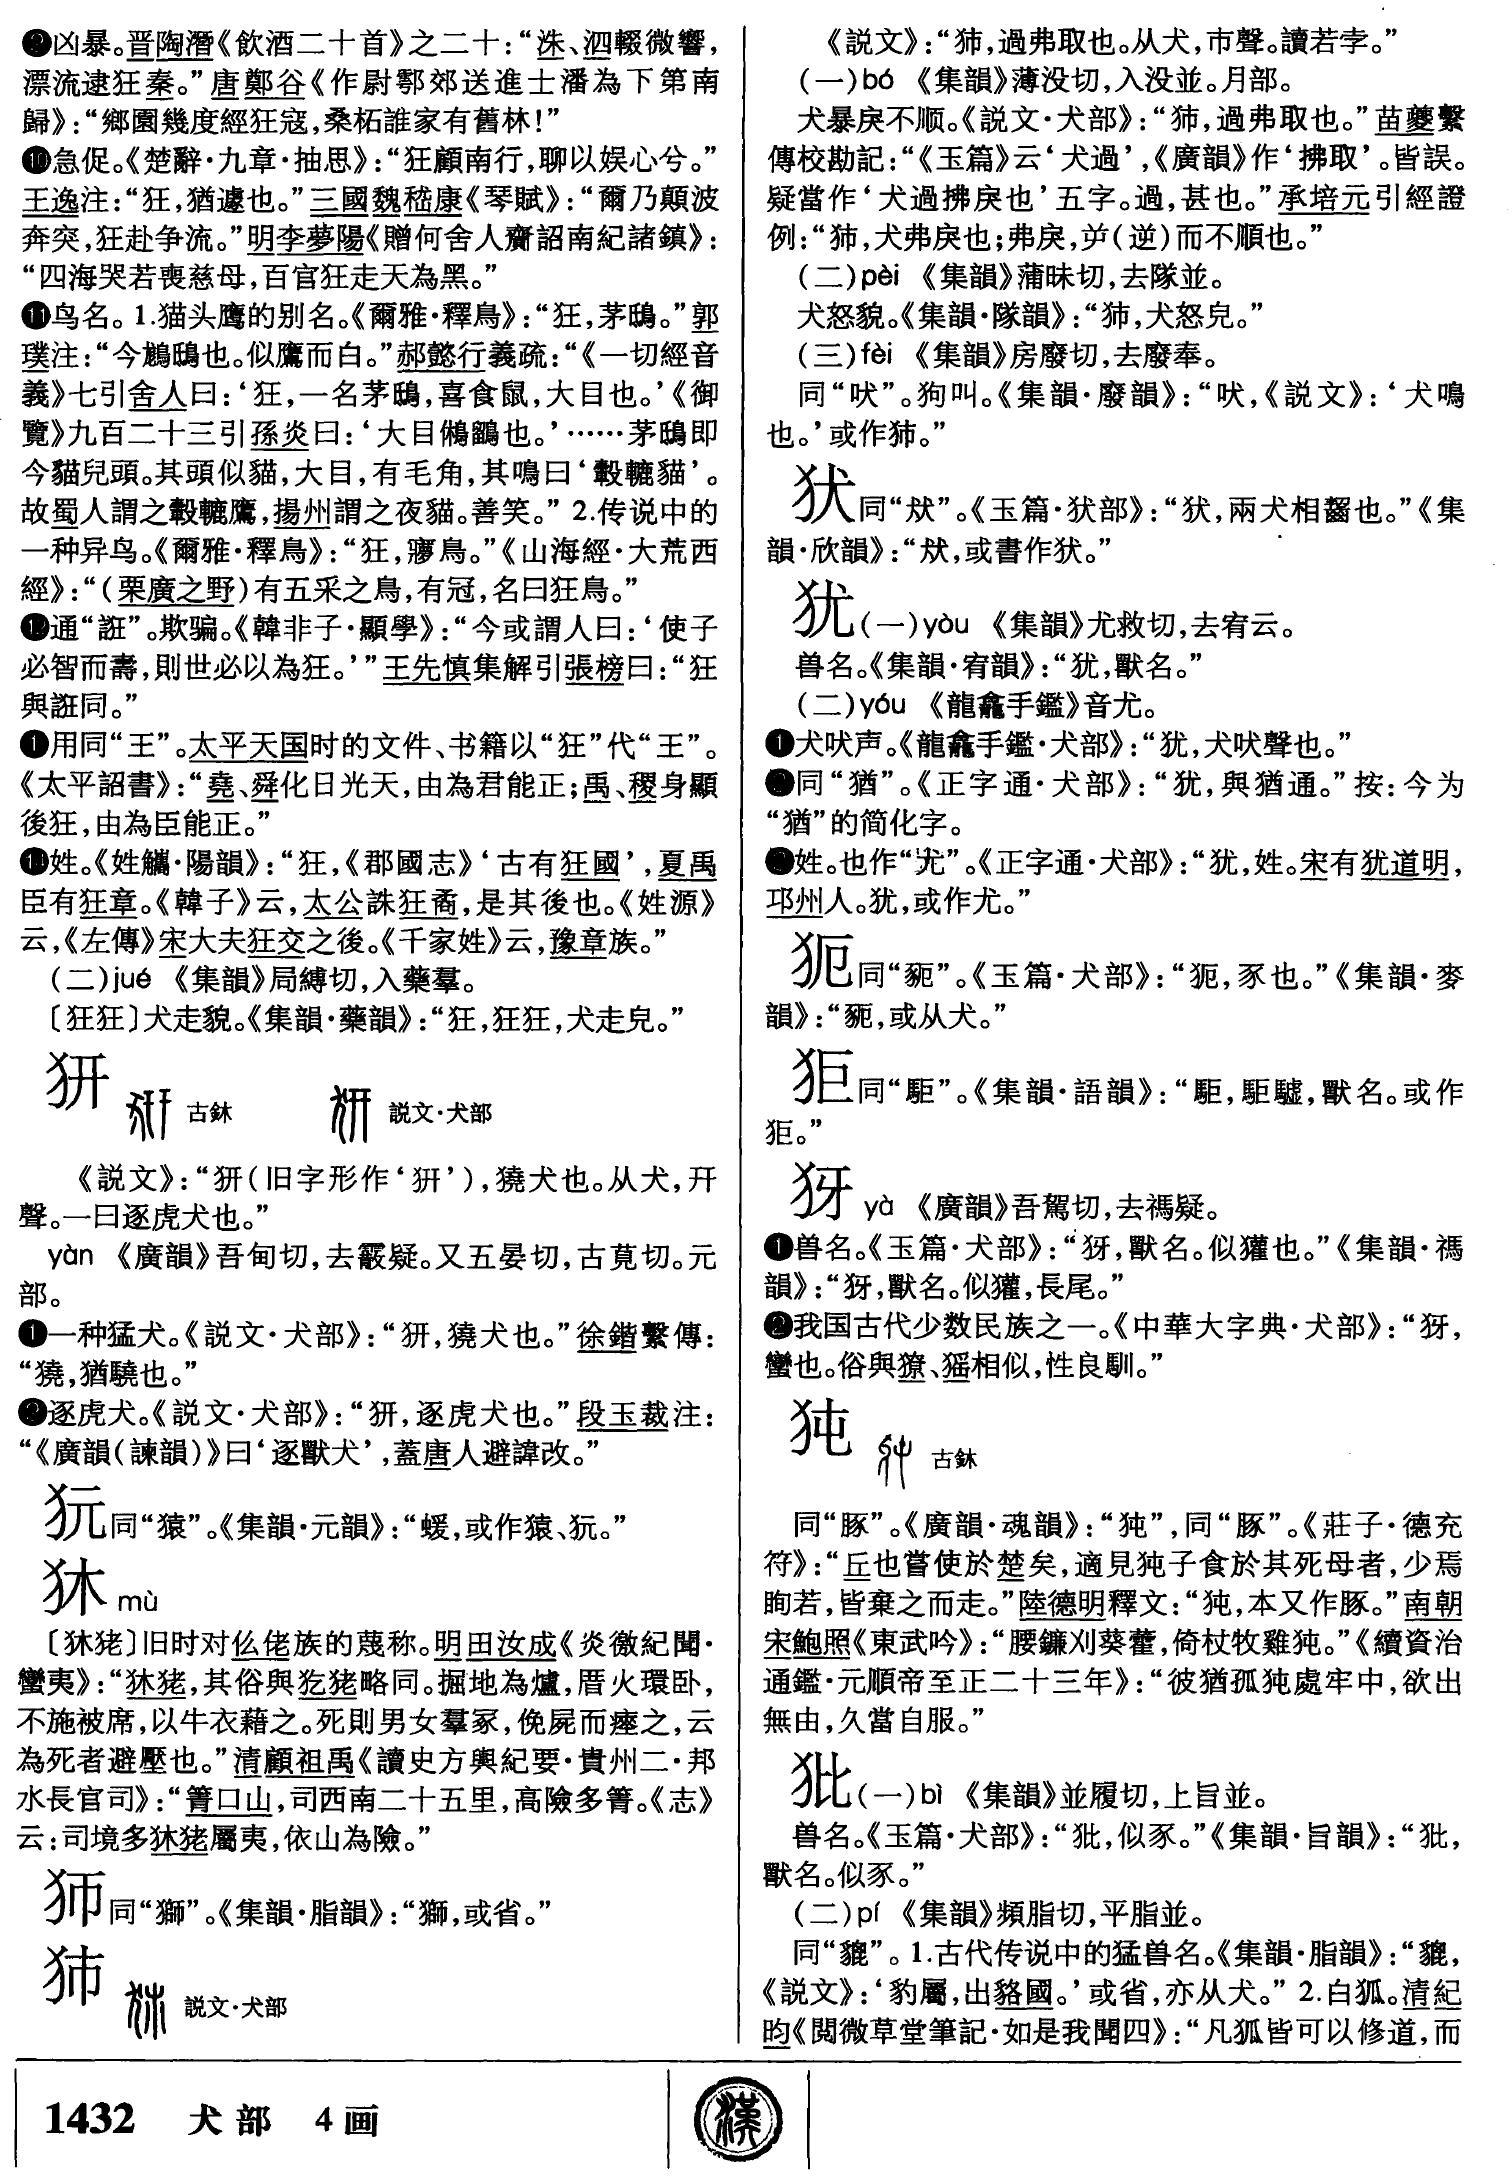 ❾凶暴。晋陶潛《飲酒二十首》之二十：“洙、泗輟微響，
漂流逮狂秦。”唐鄭谷《作尉鄠郊送進士潘為下第南
歸》：“鄉園幾度經狂寇，桑柘誰家有舊林！”
❿急促。《楚辭·九章·抽思》：“狂顧南行，聊以娱心兮。”
王逸注：“狂，猶遽也。”三國魏嵇康《琴賦》：“爾乃顛波
奔突，狂赴争流。”明李夢陽《贈何舍人齎詔南紀諸鎮》：
“四海哭若喪慈母，百官狂走天為黑。”
⓫鸟名。1.猫头鹰的别名。《爾雅·釋鳥》：“狂，茅鴟。”郭
璞注：“今鵵鴟也。似鷹而白。”郝懿行義疏：“《一切經音
義》七引舍人曰：‘狂，一名茅鴟，喜食鼠，大目也。’《御
覽》九百二十三引孫炎曰：‘大目鵂鶹也。’……茅鴟即
今貓兒頭。其頭似貓，大目，有毛角，其鳴曰‘轂轆貓’。
故蜀人謂之轂轆鷹，揚州謂之夜貓。善笑。”2.传说中的
一种异鸟。《爾雅·釋鳥》：“狂，㝱鳥。”《山海經·大荒西
經》：“（栗廣之野）有五采之鳥，有冠，名曰狂鳥。”
⓬通“誑”。欺骗。《韓非子·顯學》：“今或謂人曰：‘使子
必智而壽，則世必以為狂。’”王先慎集解引張榜曰：“狂
與誑同。”
⓭用同“王”。太平天国时的文件、书籍以“狂”代“王”。
《太平詔書》：“堯、舜化日光天，由為君能正；禹、稷身顯
後狂，由為臣能正。”
⓮姓。《姓觿·陽韻》：“狂，《郡國志》‘古有狂國’，夏禹
臣有狂章。《韓子》云，太公誅狂矞，是其後也。《姓源》
云，《左傳》宋大夫狂交之後。《千家姓》云，豫章族。”
（二）jué 《集韻》局縛切，入藥羣。
〔狂狂〕犬走貌。《集韻·藥韻》：“狂，狂狂，犬走皃。”
狿 古鉥 説文·犬部
《説文》：“㸪（旧字形作‘豣’），獟犬也。从犬，幵
聲。一曰逐虎犬也。”
yàn 《廣韻》吾甸切，去霰疑。又五晏切，古莧切。元
部。
❶一种猛犬。《説文·犬部》：“犴，獟犬也。”徐鍇繫傳：
“獟，猶驍也。”
❷逐虎犬。《説文·犬部》：“犴，逐虎犬也。”段玉裁注：
“《廣韻（諫韻）》曰‘逐獸犬’，蓋唐人避諱改。”
犺同“猿”。《集韻·元韻》：“蝯，或作猿、玩。”
狇 mù
〔狇狫〕旧时对仫佬族的蔑称。明田汝成《炎徼紀聞·
蠻夷》：“狇狫，其俗與犵狫略同。掘地為爐，厝火環卧，
不施被席，以牛衣藉之。死則男女羣冢，俛屍而瘞之，云
為死者避壓也。”清顧祖禹《讀史方輿紀要·貴州二·邦
水長官司》：“箐口山，司西南二十五里，高險多箐。《志》
云：司境多狇狫屬夷，依山為險。”
狮同“獅”。《集韻·脂韻》：“獅，或省。”
㹀 説文·犬部
《説文》：“㹀，過弗取也。从犬，巿聲。讀若孛。”
（一）bó 《集韻》薄没切，入没並。月部。
犬暴戾不顺。《説文·犬部》：“㹀，過弗取也。”苗夔繫
傳校勘記：“《玉篇》云‘犬過’，《廣韻》作‘拂取’。皆誤。
疑當作‘犬過拂戾也’五字。過，甚也。”承培元引經證
例：“㹀，犬弗戾也；弗戾，屰（逆）而不順也。”
（二）pèi 《集韻》蒲昧切，去隊並。
犬怒貌。《集韻·隊韻》：“㹀，犬怒皃。”
（三）fèi 《集韻》房廢切，去廢奉。
同“吠”。狗叫。《集韻·廢韻》：“吠，《説文》：‘犬鳴
也。’或作㹀。”
㹜同“㹜”。《玉篇·㹜部》：“㹜，兩犬相齧也。”《集
韻·欣韻》：“㹜，或書作㹜。”
犹（一）yòu 《集韻》尤救切，去宥云。
兽名。《集韻·宥韻》：“犹，獸名。”
（二）yóu 《龍龕手鑑》音尤。
❶犬吠声。《龍龕手鑑·犬部》：“犹，犬吠聲也。”
❷同“猶”。《正字通·犬部》：“犹，與猶通。”按：今为
“猶”的简化字。
❸姓。也作“尤”。《正字通·犬部》：“犹，姓。宋有犹道明，
邛州人。犹，或作尤。”
㹊同“豟”。《玉篇·犬部》：“㹊，豕也。”《集韻·麥
韻》：“豟，或从犬。”
狚同“駏”。《集韻·語韻》：“駏，駏驉，獸名。或作
㹱。”
犽 yà 《廣韻》吾駕切，去禡疑。
❶兽名。《玉篇·犬部》：“犽，獸名。似獾也。”《集韻·禡
韻》：“犽，獸名。似獾，長尾。”
❷我国古代少数民族之一。《中華大字典·犬部》：“犽，
蠻也。俗與獠、猺相似，性良馴。”
㹠 古鉥
同“豚”。《廣韻·魂韻》：“㹠”，同“豚”。《莊子·德充
符》：“丘也嘗使於楚矣，適見㹠子食於其死母者，少焉
眴若，皆棄之而走。”陸德明釋文：“㹠，本又作豚。”南朝
宋鮑照《東武吟》：“腰鐮刈葵藿，倚杖牧雞㹠。”《續資治
通鑑·元順帝至正二十三年》：“彼猶孤㹠處牢中，欲出
無由，久當自服。”
狉（一）bì 《集韻》並履切，上旨並。
兽名。《玉篇·犬部》：“㹃，似豕。”《集韻·旨韻》：“㹃，
獸名。似豕。”
（二）pí 《集韻》頻脂切，平脂並。
同“貔”。1.古代传说中的猛兽名。《集韻·脂韻》：“貔，
《説文》：‘豹屬，出貉國。’或省，亦从犬。”2.白狐。清紀
昀《閲微草堂筆記·如是我聞四》：“凡狐皆可以修道，而
1432 犬部 4画
漢